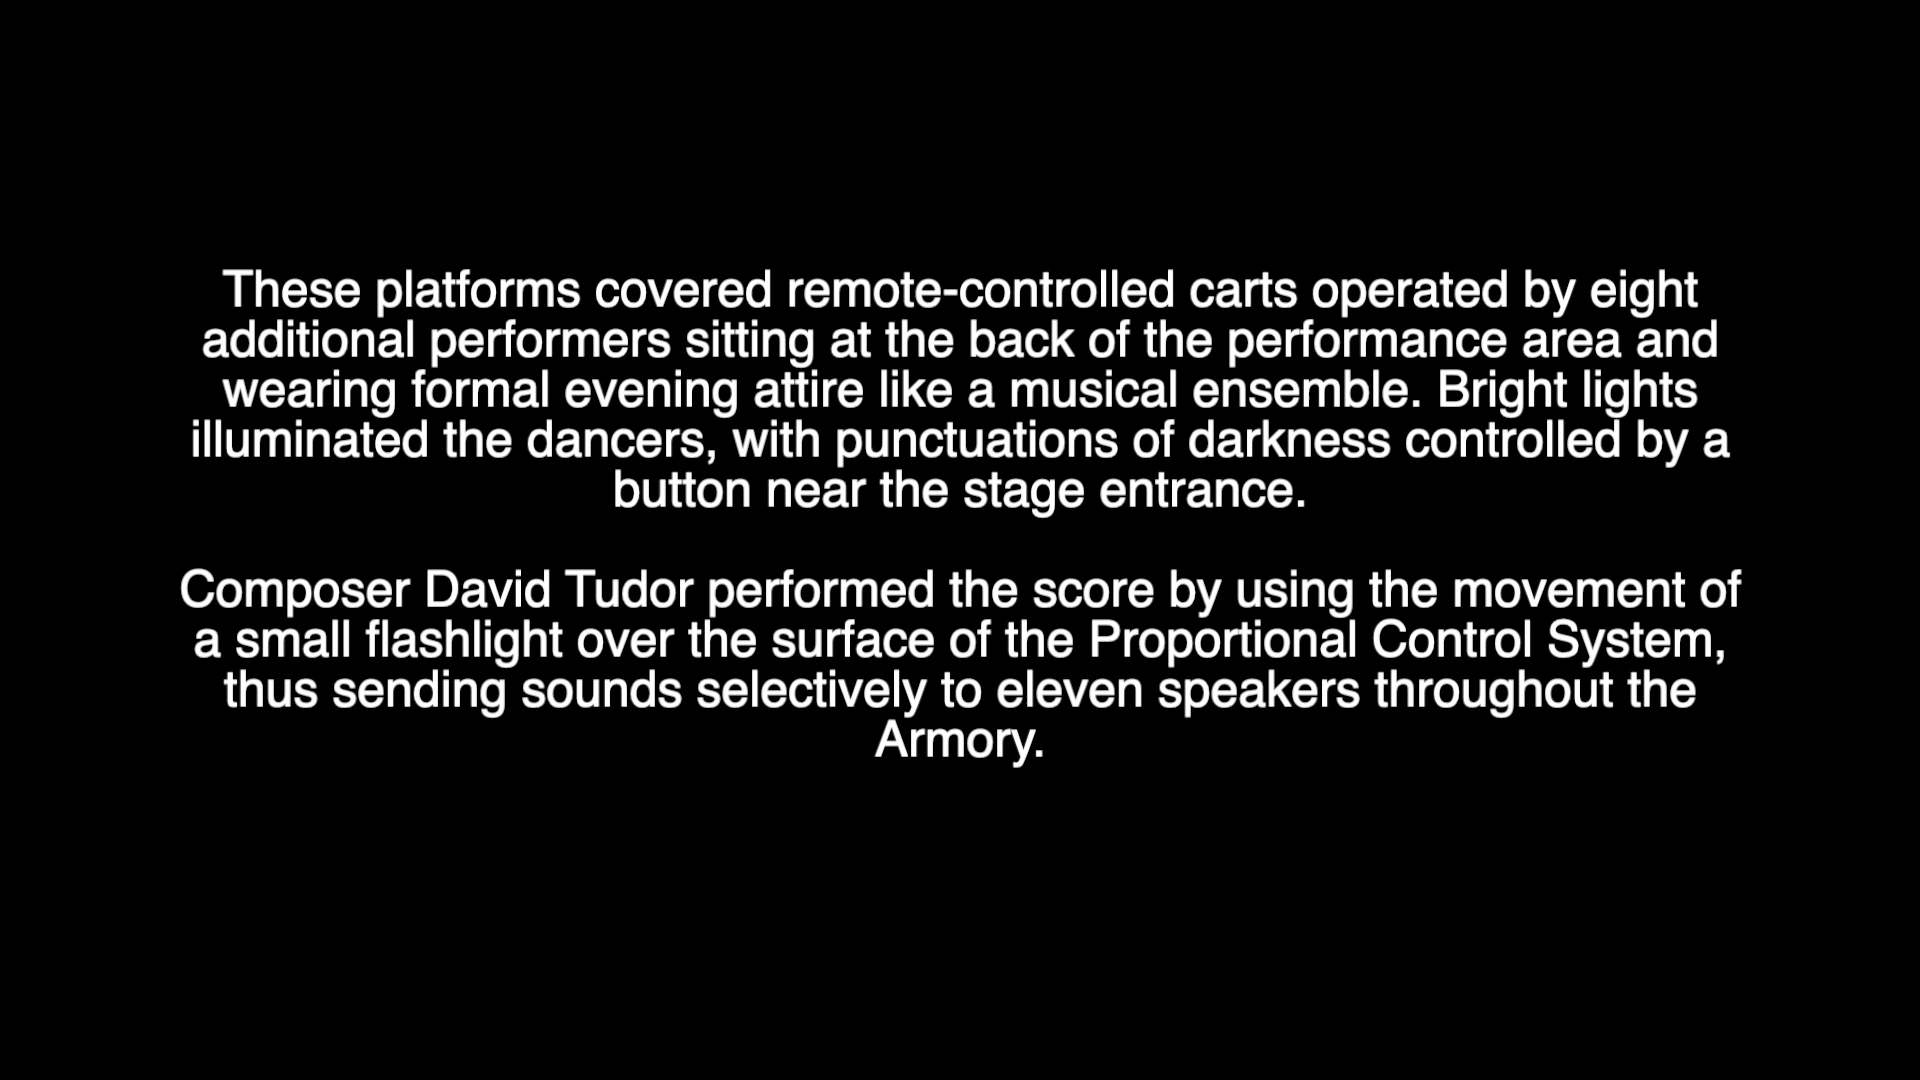 These platforms covered remote-controlled carts operated by eight
additional performers sitting at the back of the performance area and
wearing formal evening attire like a musical ensemble. Bright lights
illuminated the dancers, with punctuations of darkness controlled by a
button near the stage entrance.
Composer David Tudor performed the score by using the movement of
a small flashlight over the surface of the Proportional Control System,
thus sending sounds selectively to eleven speakers throughout the
Armory.